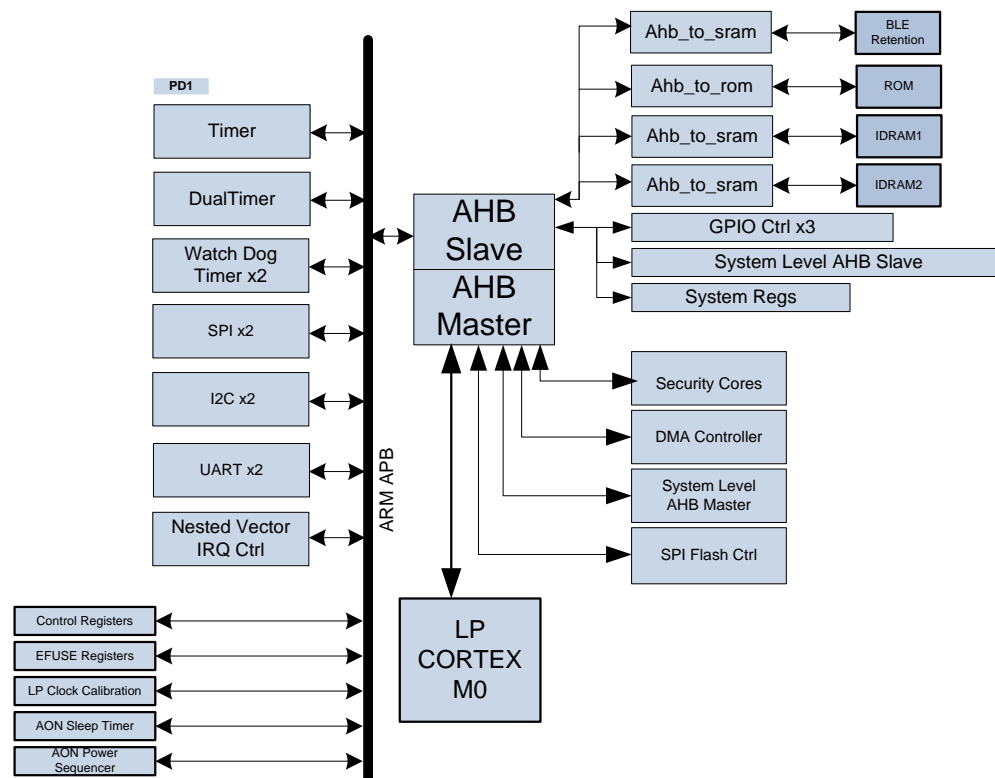 PD1
Timer
DualTimer
Watch Dog
Timer x2
SPI x2
I2C x2
UART x2
Nested Vector
IRQ Ctrl
Control Registers
EFUSE Registers
LP Clock Calibration
AON Sleep Timer
AON Power
Sequencer
ARM APB
AHB
Slave
AHB
Master
LP
CORTEX
M0
Ahb_to_sram
BLE
Retention
Ahb_to_rom
ROM
Ahb_to_sram
IDRAM1
Ahb_to_sram
IDRAM2
GPIO Ctrl x3
System Level AHB Slave
System Regs
Security Cores
DMA Controller
System Level
AHB Master
SPI Flash Ctrl